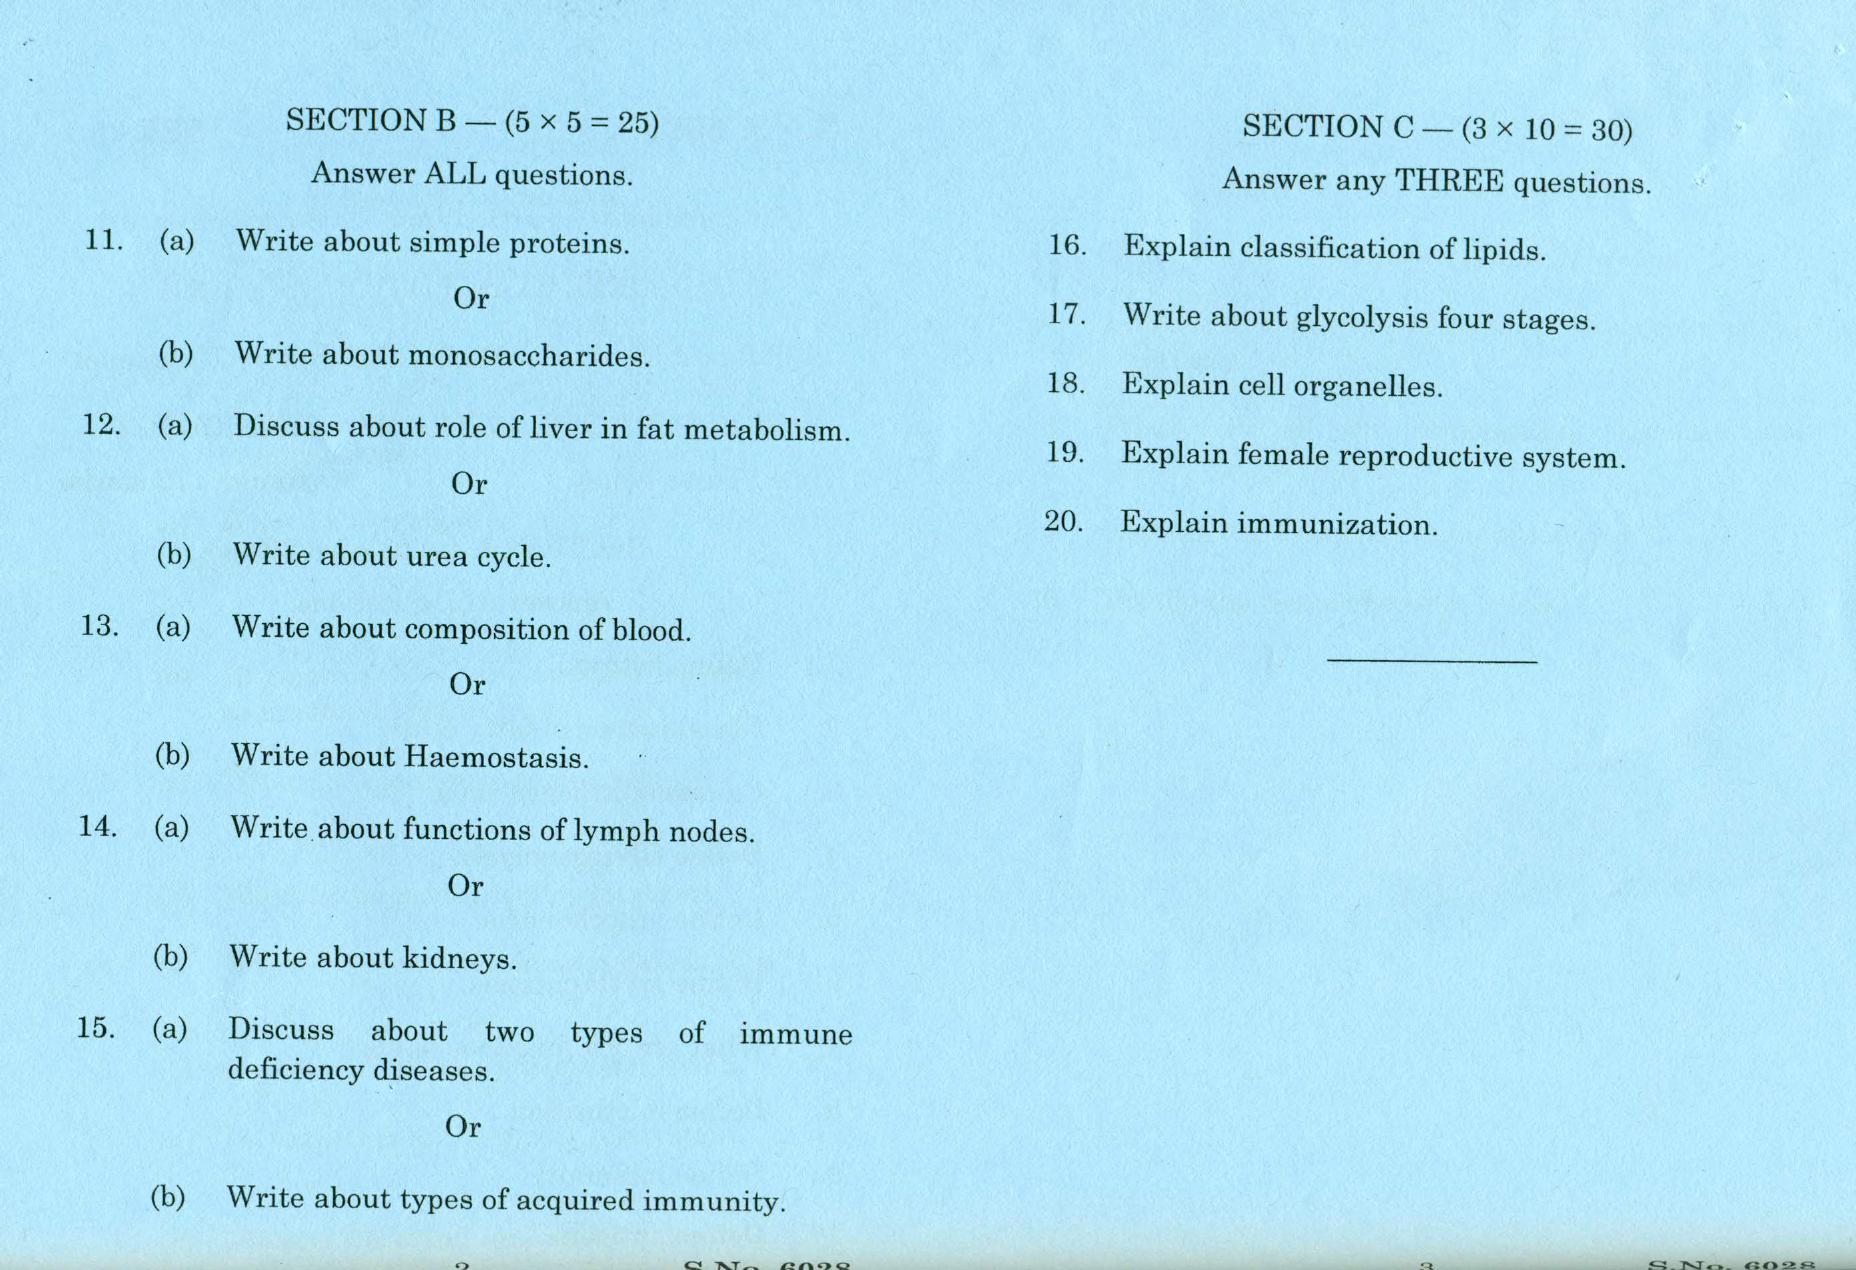 SECTION B — (5 × 5 = 25)
Answer ALL questions.
11. (a) Write about simple proteins.
Or
(b) Write about monosaccharides.
12. (a) Discuss about role of liver in fat metabolism.
Or
(b) Write about urea cycle.
13. (a) Write about composition of blood.
Or
(b) Write about Haemostasis.
14. (a) Write about functions of lymph nodes.
Or
(b) Write about kidneys.
15. (a) Discuss about two types of immune
deficiency diseases.
Or
(b) Write about types of acquired immunity.
2 S.No. 6028
SECTION C — (3 × 10 = 30)
Answer any THREE questions.
16. Explain classification of lipids.
17. Write about glycolysis four stages.
18. Explain cell organelles.
19. Explain female reproductive system.
20. Explain immunization.
3 S.No. 6028